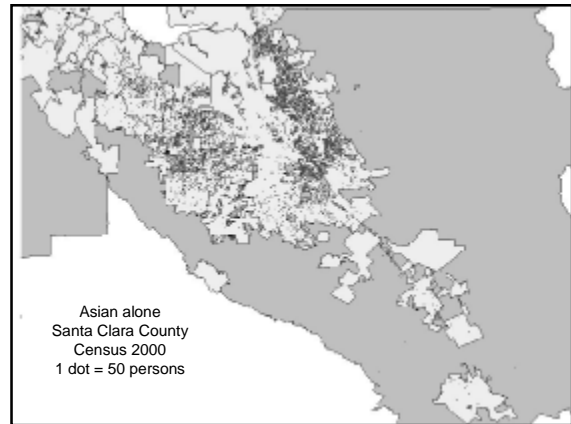 Asian alone
Santa Clara County
Census 2000
1 dot = 50 persons